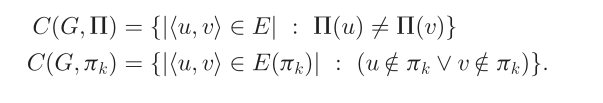 C(G, Π) = {|⟨u, v⟩ ∈ E| : Π(u) ≠ Π(v)}
C(G, π_k) = {|⟨u, v⟩ ∈ E(π_k)| : (u ∉ π_k ∨ v ∉ π_k)}.